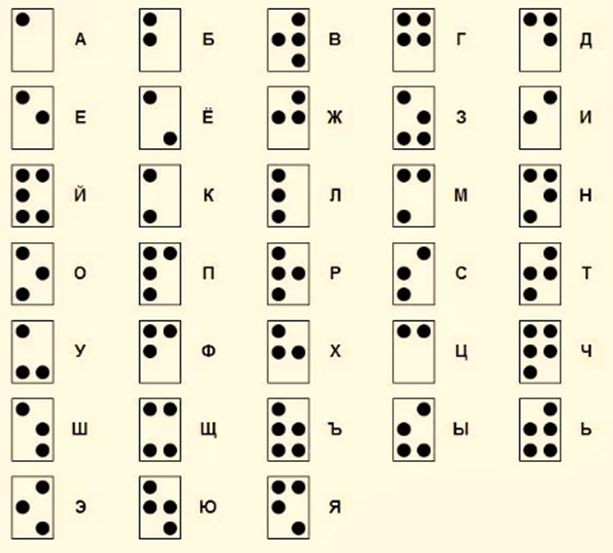 А Б В Г Д
Е Ё Ж З И
Й К Л М Н
О П Р С Т
У Ф Х Ц Ч
Ш Щ Ъ Ы Ь
Э Ю Я